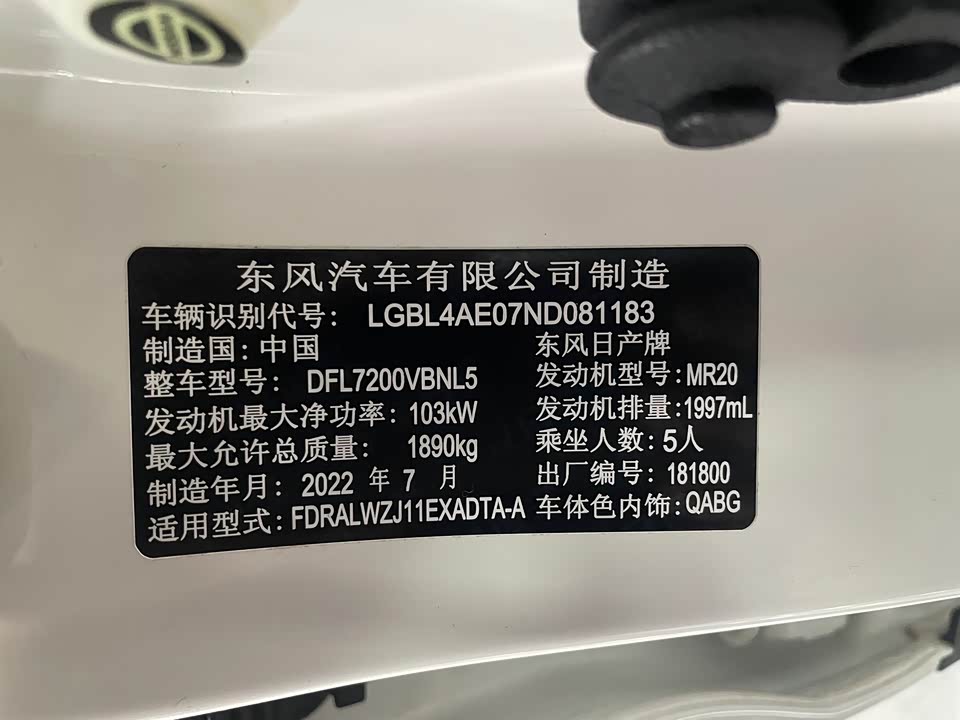 东风汽车有限公司制造
车辆识别代号: LGBL4AE07ND081183
制造国:中国 东风日产牌
整车型号: DFL7200VBNL5 发动机型号:MR20
发动机最大净功率: 103kW 发动机排量:1997mL
最大允许总质量: 1890kg 乘坐人数: 5人
制造年月: 2022 年 7 月 出厂编号: 181800
适用型式:FDRALWZJ11EXADTA-A 车体色内饰:QABG